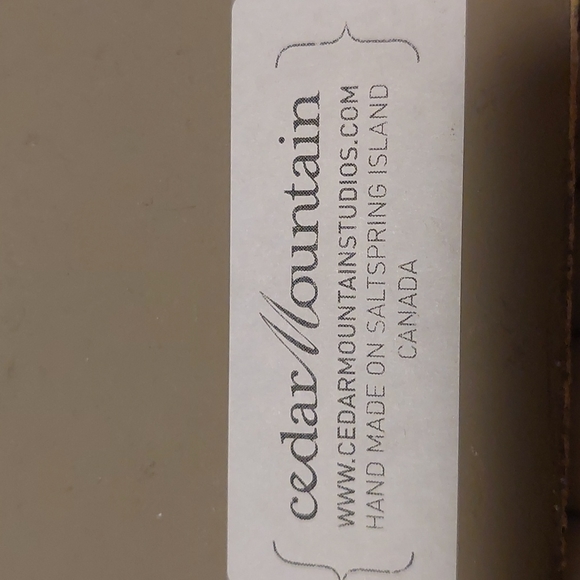 cedarMountain
WWW.CEDARMOUNTAINSTUDIOS.COM
HAND MADE ON SALTSPRING ISLAND
CANADA